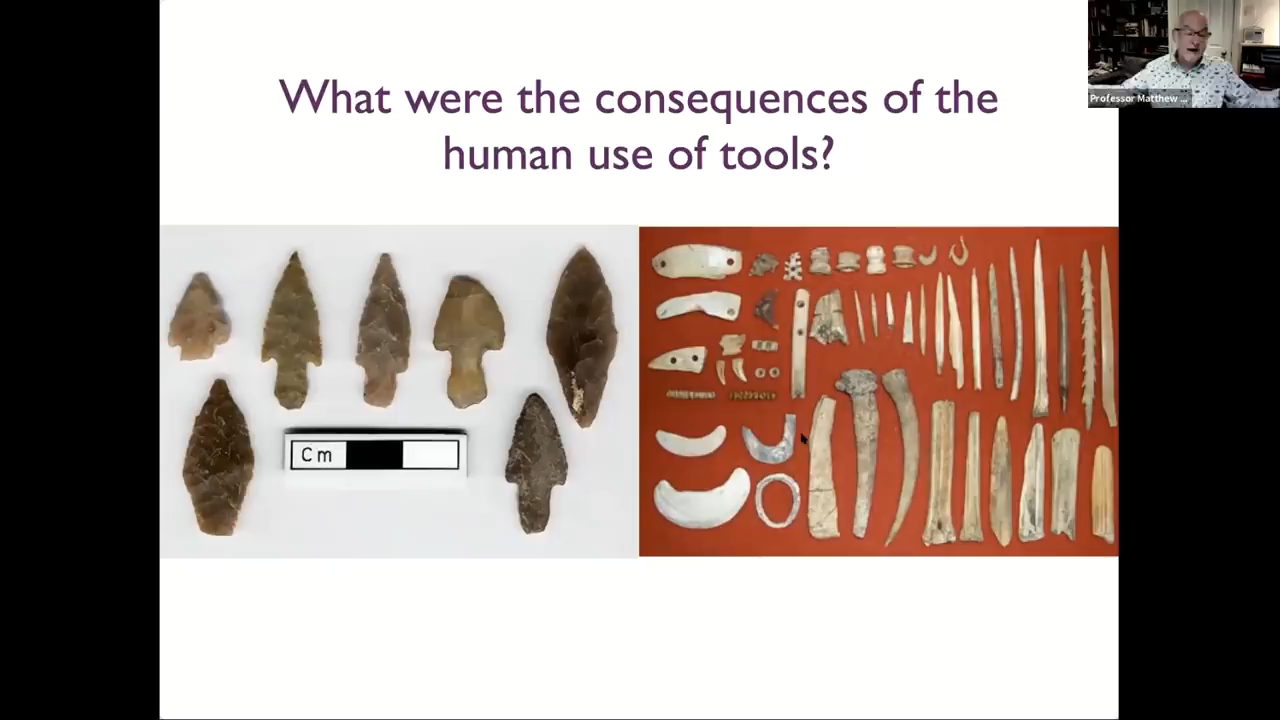 What were the consequences of the
human use of tools?
Cm
Professor Matthew ...